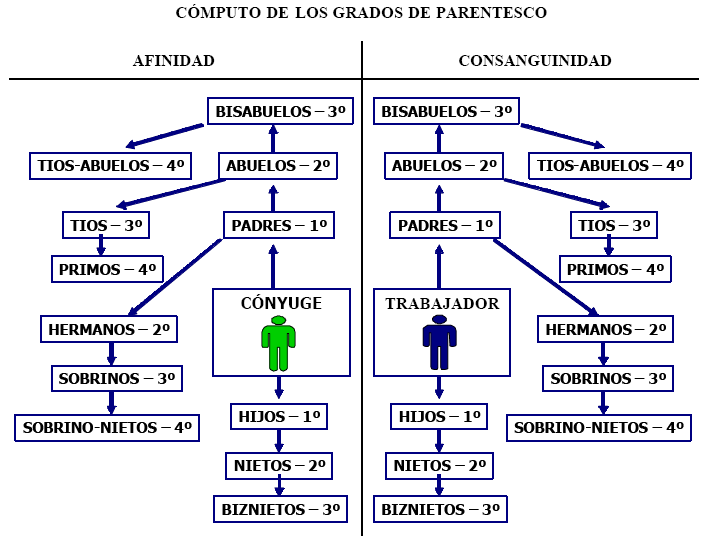 CÓMPUTO DE LOS GRADOS DE PARENTESCO
AFINIDAD
CONSANGUINIDAD
BISABUELOS – 3º
BISABUELOS – 3º
TIOS-ABUELOS – 4º
ABUELOS – 2º
ABUELOS – 2º
TIOS-ABUELOS – 4º
TIOS – 3º
PADRES – 1º
PADRES – 1º
TIOS – 3º
PRIMOS – 4º
PRIMOS – 4º
CÓNYUGE
TRABAJADOR
HERMANOS – 2º
HERMANOS – 2º
SOBRINOS – 3º
SOBRINOS – 3º
HIJOS – 1º
HIJOS – 1º
SOBRINO-NIETOS – 4º
SOBRINO-NIETOS – 4º
NIETOS – 2º
NIETOS – 2º
BIZNIETOS – 3º
BIZNIETOS – 3º